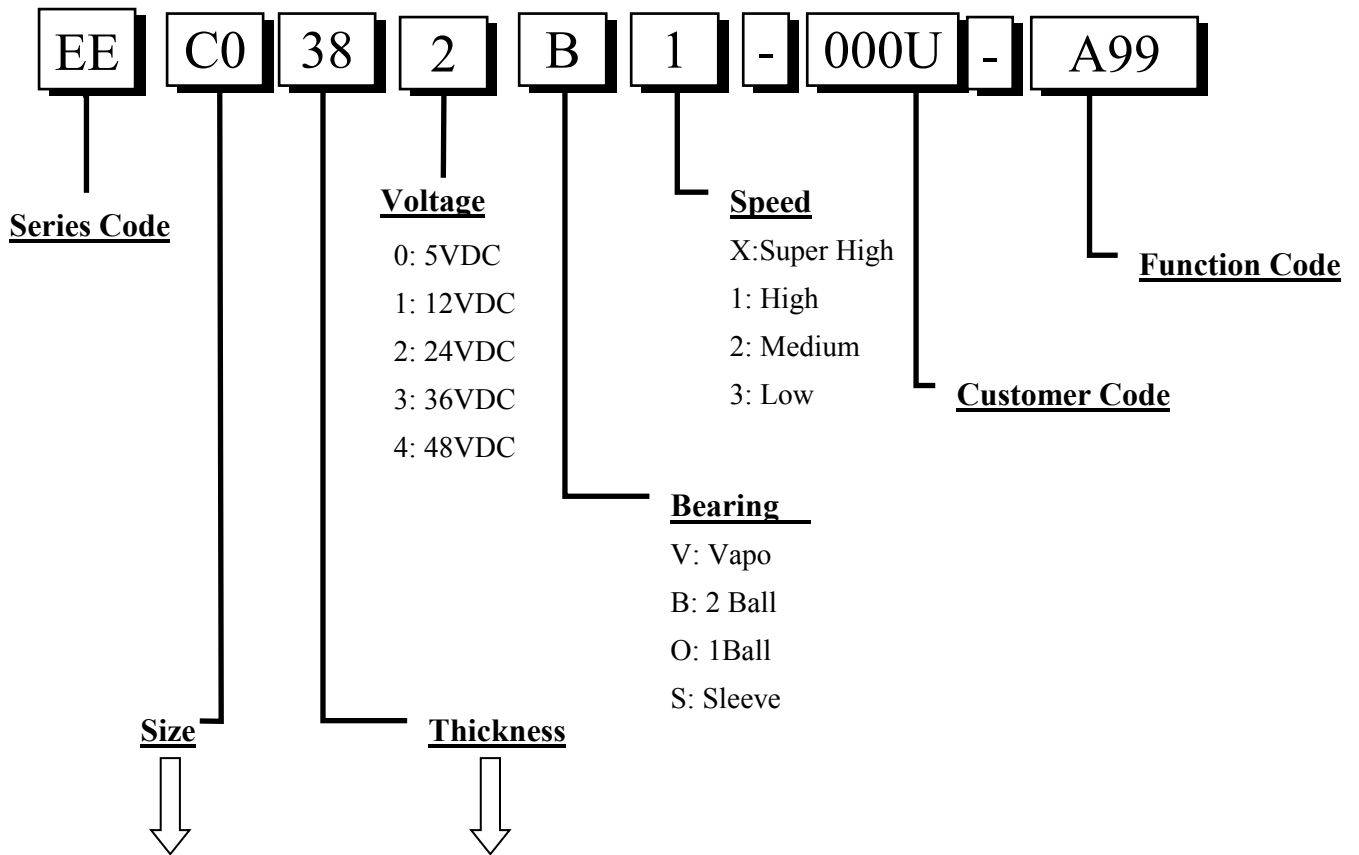 EE C0 38 2 B 1 - 000U - A99
Series Code
Voltage
0: 5VDC
1: 12VDC
2: 24VDC
3: 36VDC
4: 48VDC
Speed
X:Super High
1: High
2: Medium
3: Low
Function Code
Customer Code
Bearing
V: Vapo
B: 2 Ball
O: 1Ball
S: Sleeve
Size
Thickness